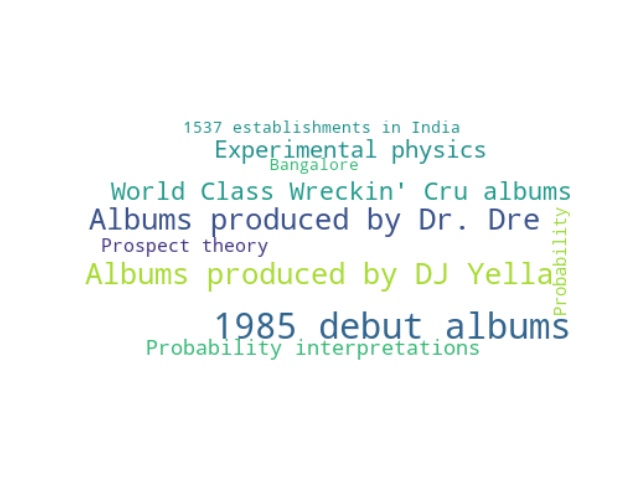 1537 establishments in India
Experimental physics
Bangalore
World Class Wreckin' Cru albums
Albums produced by Dr. Dre
Prospect theory
Albums produced by DJ Yella
Probability
1985 debut albums
Probability interpretations